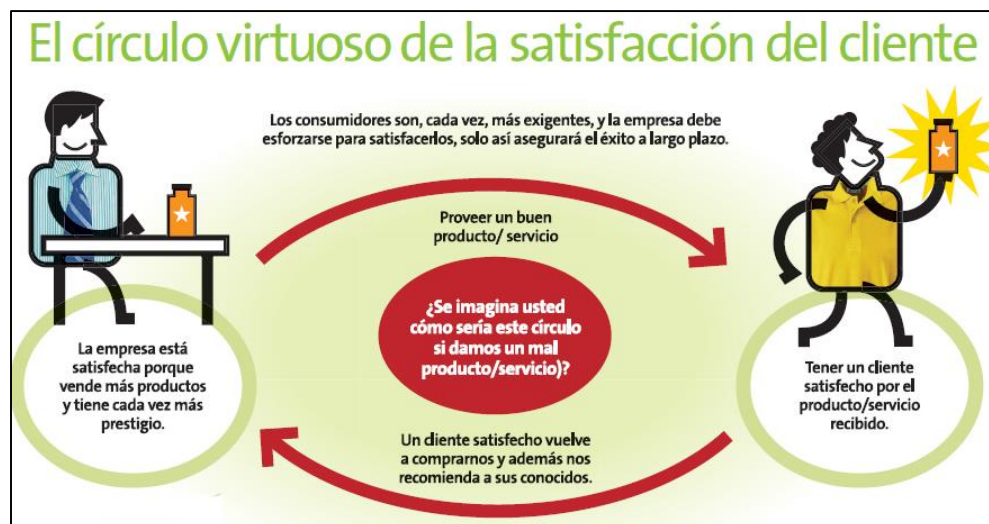 El círculo virtuoso de la satisfacción del cliente
Los consumidores son, cada vez, más exigentes, y la empresa debe
esforzarse para satisfacerlos, solo así asegurará el éxito a largo plazo.
Proveer un buen
producto/ servicio
¿Se imagina usted
cómo sería este círculo
si damos un mal
producto/servicio)?
La empresa está
satisfecha porque
vende más productos
y tiene cada vez más
prestigio.
Tener un cliente
satisfecho por el
producto/servicio
recibido.
Un cliente satisfecho vuelve
a comprarnos y además nos
recomienda a sus conocidos.